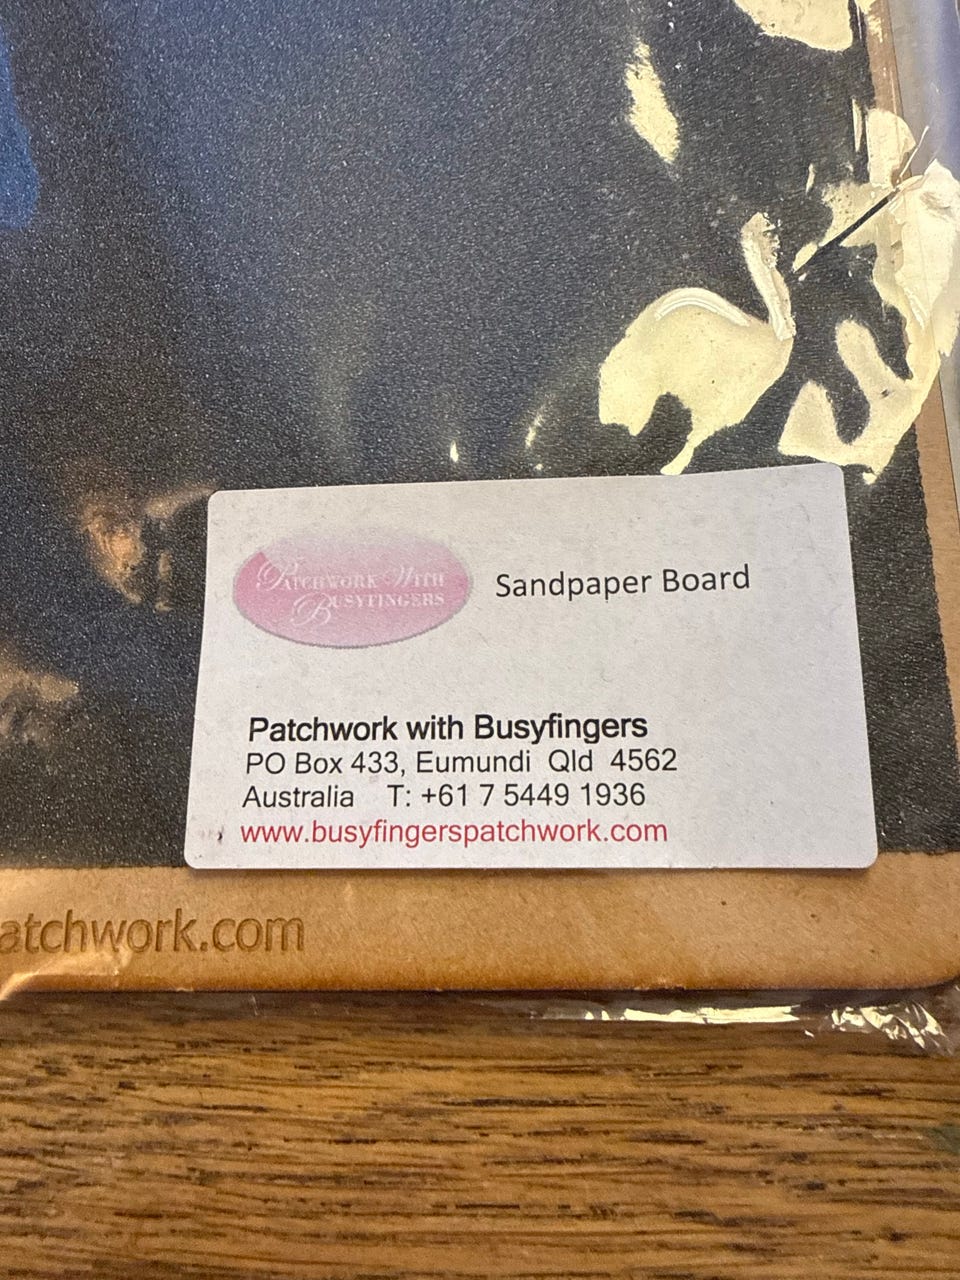 Patchwork With
Busyfingers
Sandpaper Board
Patchwork with Busyfingers
PO Box 433, Eumundi Qld 4562
Australia T: +61 7 5449 1936
www.busyfingerspatchwork.com
atchwork.com